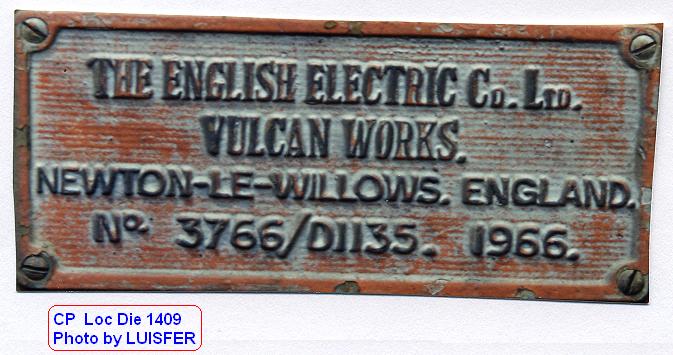 THE ENGLISH ELECTRIC CO. LTD.
VULCAN WORKS.
NEWTON-LE-WILLOWS. ENGLAND.
No. 3766/D1135. 1966.
CP Loc Die 1409
Photo by LUISFER